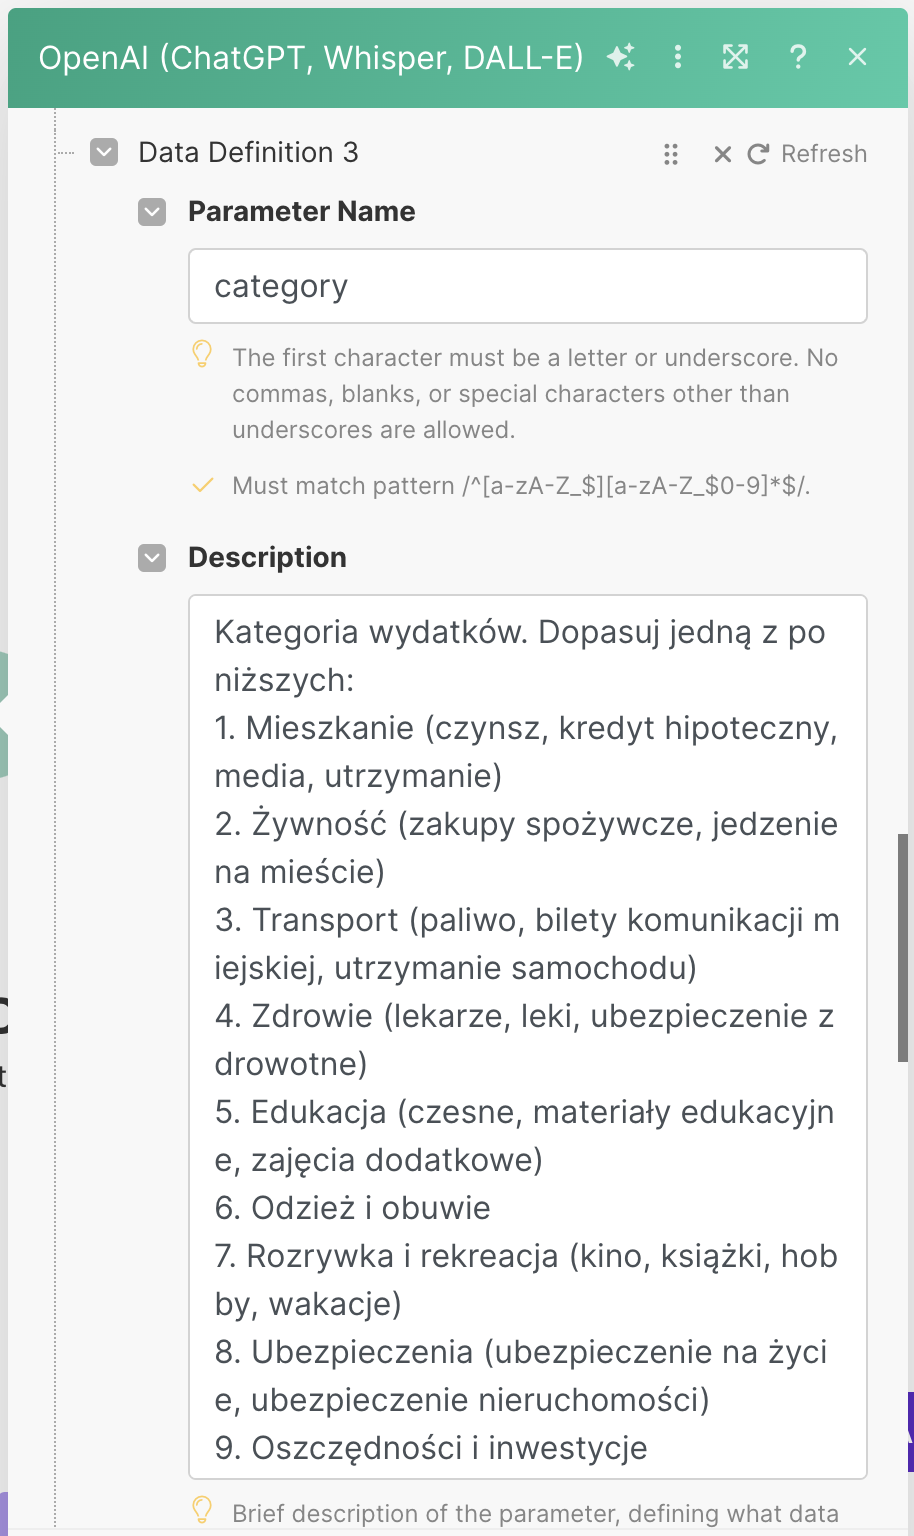 OpenAI (ChatGPT, Whisper, DALL-E) ?
Data Definition 3 Refresh
Parameter Name
category
The first character must be a letter or underscore. No
commas, blanks, or special characters other than
underscores are allowed.
Must match pattern /^[a-zA-Z_$][a-zA-Z_$0-9]*$/.
Description
Kategoria wydatków. Dopasuj jedną z po
niższych:
1. Mieszkanie (czynsz, kredyt hipoteczny,
media, utrzymanie)
2. Żywność (zakupy spożywcze, jedzenie
na mieście)
3. Transport (paliwo, bilety komunikacji m
iejskiej, utrzymanie samochodu)
4. Zdrowie (lekarze, leki, ubezpieczenie z
drowotne)
5. Edukacja (czesne, materiały edukacyjn
e, zajęcia dodatkowe)
6. Odzież i obuwie
7. Rozrywka i rekreacja (kino, książki, hob
by, wakacje)
8. Ubezpieczenia (ubezpieczenie na życi
e, ubezpieczenie nieruchomości)
9. Oszczędności i inwestycje
Brief description of the parameter, defining what data